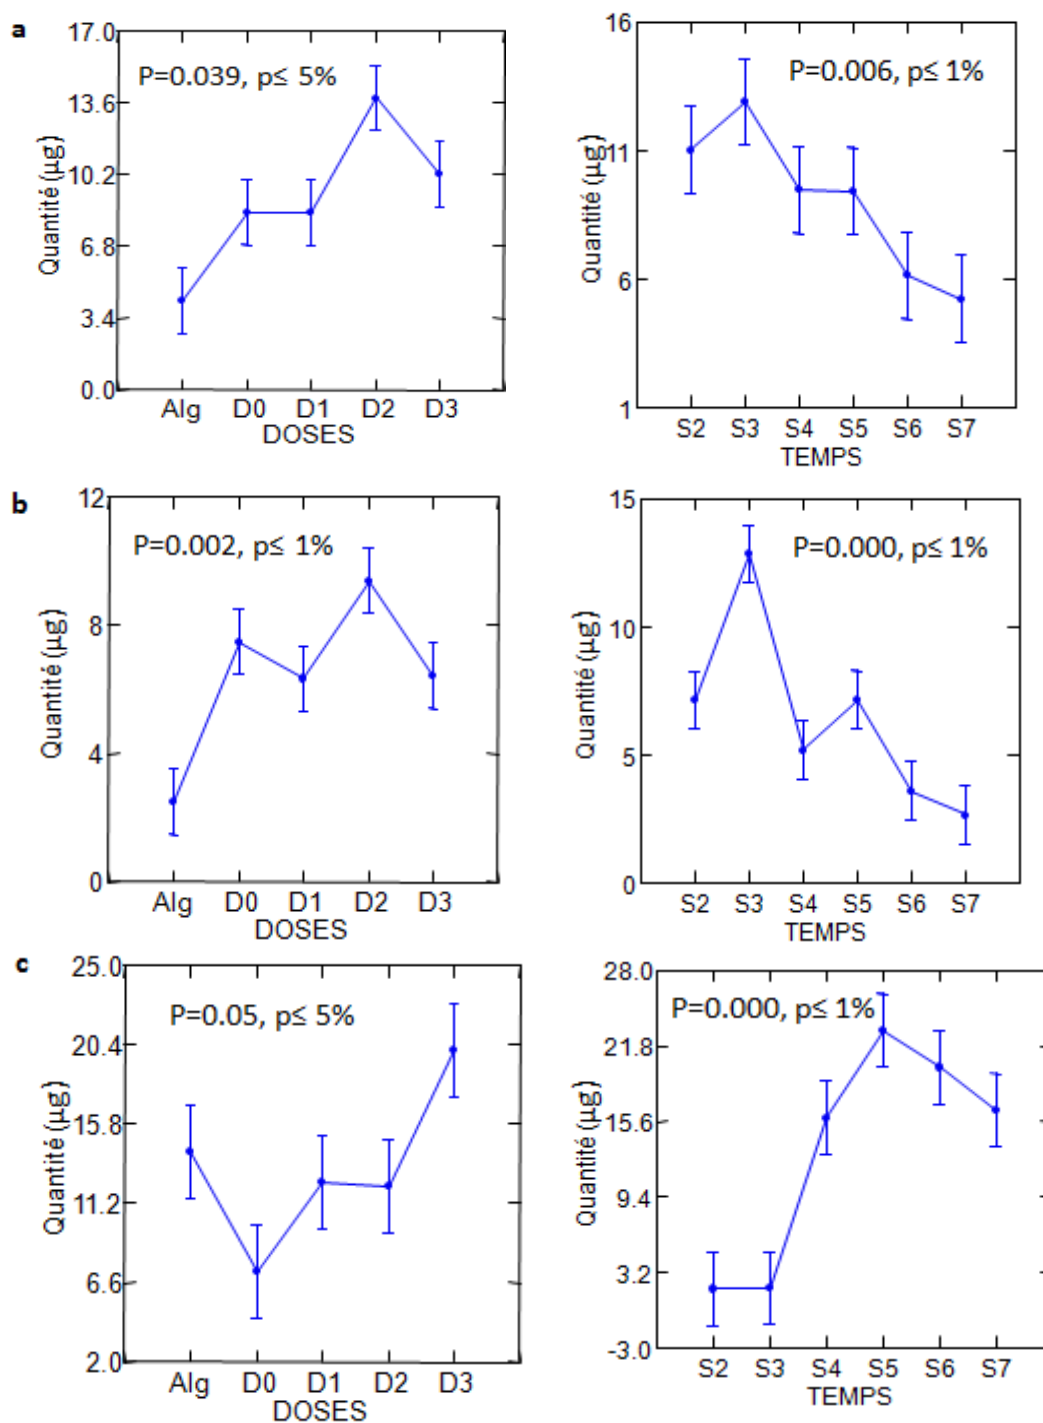 a
17.0
13.6
10.2
6.8
3.4
0.0
Quantité (µg)
P=0.039, p≤ 5%
Alg D0 D1 D2 D3
DOSES
16
11
6
1
Quantité (µg)
P=0.006, p≤ 1%
S2 S3 S4 S5 S6 S7
TEMPS
b
12
8
4
0
Quantité (µg)
P=0.002, p≤ 1%
Alg D0 D1 D2 D3
DOSES
15
10
5
0
Quantité (µg)
P=0.000, p≤ 1%
S2 S3 S4 S5 S6 S7
TEMPS
c
25.0
20.4
15.8
11.2
6.6
2.0
Quantité (µg)
P=0.05, p≤ 5%
Alg D0 D1 D2 D3
DOSES
28.0
21.8
15.6
9.4
3.2
-3.0
Quantité (µg)
P=0.000, p≤ 1%
S2 S3 S4 S5 S6 S7
TEMPS